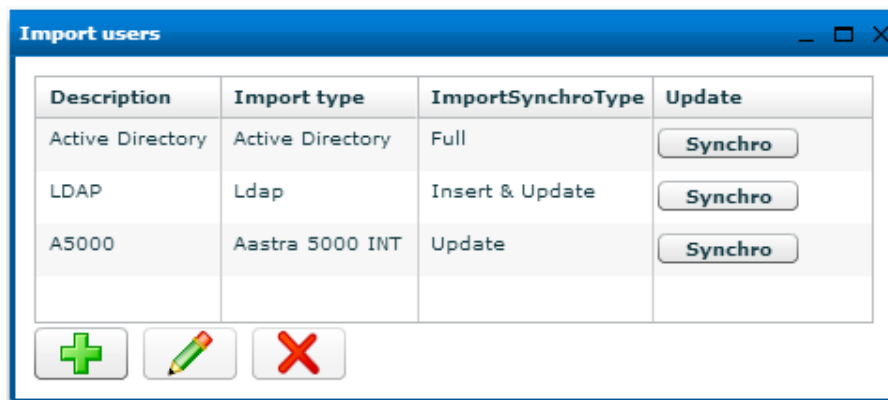 Import users
Description Import type ImportSynchroType Update
Active Directory Active Directory Full Synchro
LDAP Ldap Insert & Update Synchro
A5000 Aastra 5000 INT Update Synchro